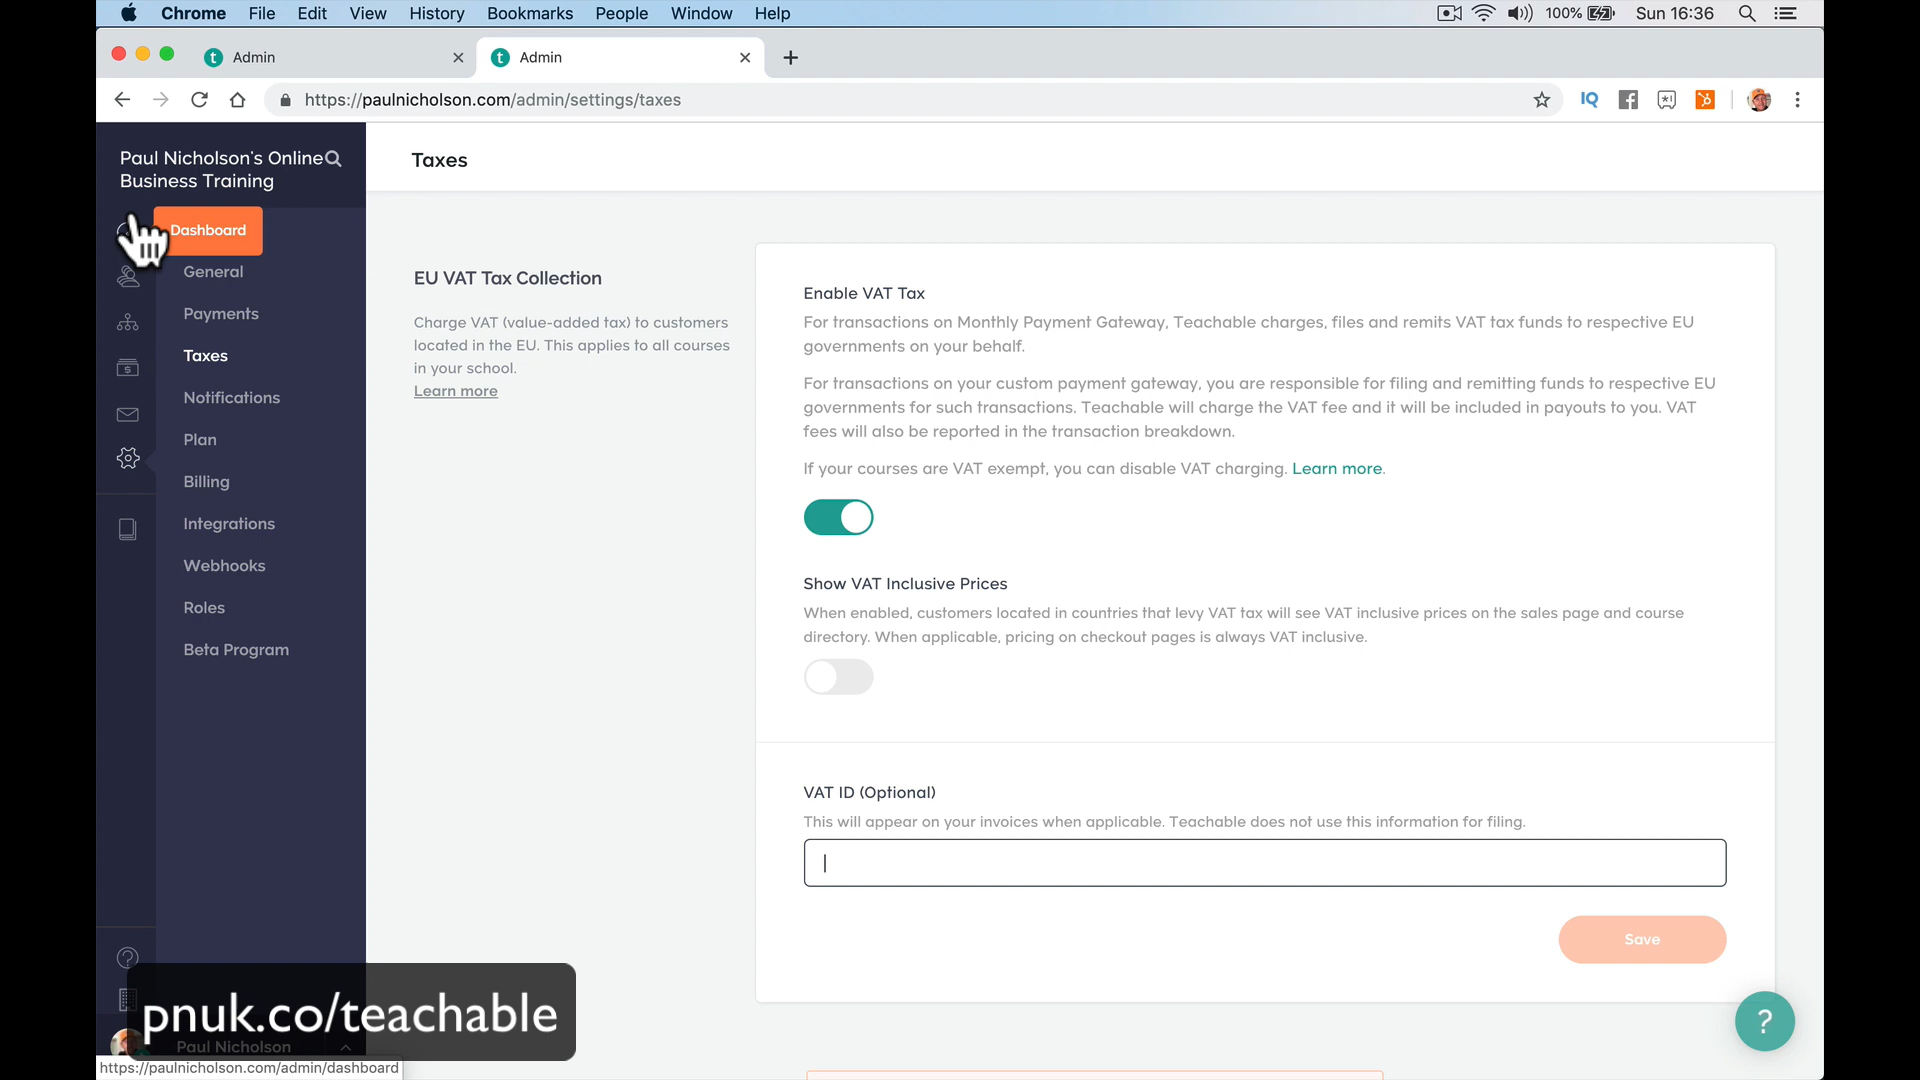 Chrome File Edit View History Bookmarks People Window Help 100% Sun 16:36
t Admin t Admin
https://paulnicholson.com/admin/settings/taxes IQ
Paul Nicholson's Online
Business Training
Taxes
Dashboard
General
Payments
Taxes
Notifications
Plan
Billing
Integrations
Webhooks
Roles
Beta Program
EU VAT Tax Collection
Charge VAT (value-added tax) to customers
located in the EU. This applies to all courses
in your school.
Learn more
Enable VAT Tax
For transactions on Monthly Payment Gateway, Teachable charges, files and remits VAT tax funds to respective EU
governments on your behalf.
For transactions on your custom payment gateway, you are responsible for filing and remitting funds to respective EU
governments for such transactions. Teachable will charge the VAT fee and it will be included in payouts to you. VAT
fees will also be reported in the transaction breakdown.
If your courses are VAT exempt, you can disable VAT charging. Learn more.
Show VAT Inclusive Prices
When enabled, customers located in countries that levy VAT tax will see VAT inclusive prices on the sales page and course
directory. When applicable, pricing on checkout pages is always VAT inclusive.
VAT ID (Optional)
This will appear on your invoices when applicable. Teachable does not use this information for filing.
Save
?
pnuk.co/teachable
Paul Nicholson
https://paulnicholson.com/admin/dashboard